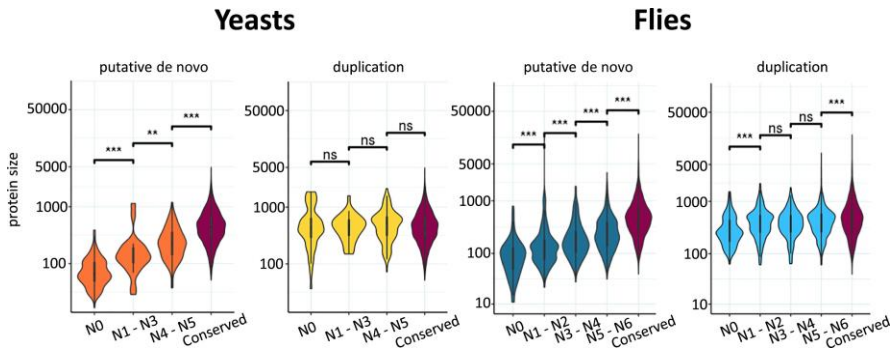 Yeasts
Flies
putative de novo
duplication
putative de novo
duplication
protein size
50000
5000
1000
100
***
**
***
N0
N1 - N3
N4 - N5
Conserved
50000
5000
1000
100
ns
ns
ns
N0
N1 - N3
N4 - N5
Conserved
50000
5000
1000
100
10
***
***
***
***
N0
N1 - N2
N3 - N4
N5 - N6
Conserved
50000
5000
1000
100
10
***
ns
ns
***
N0
N1 - N2
N3 - N4
N5 - N6
Conserved